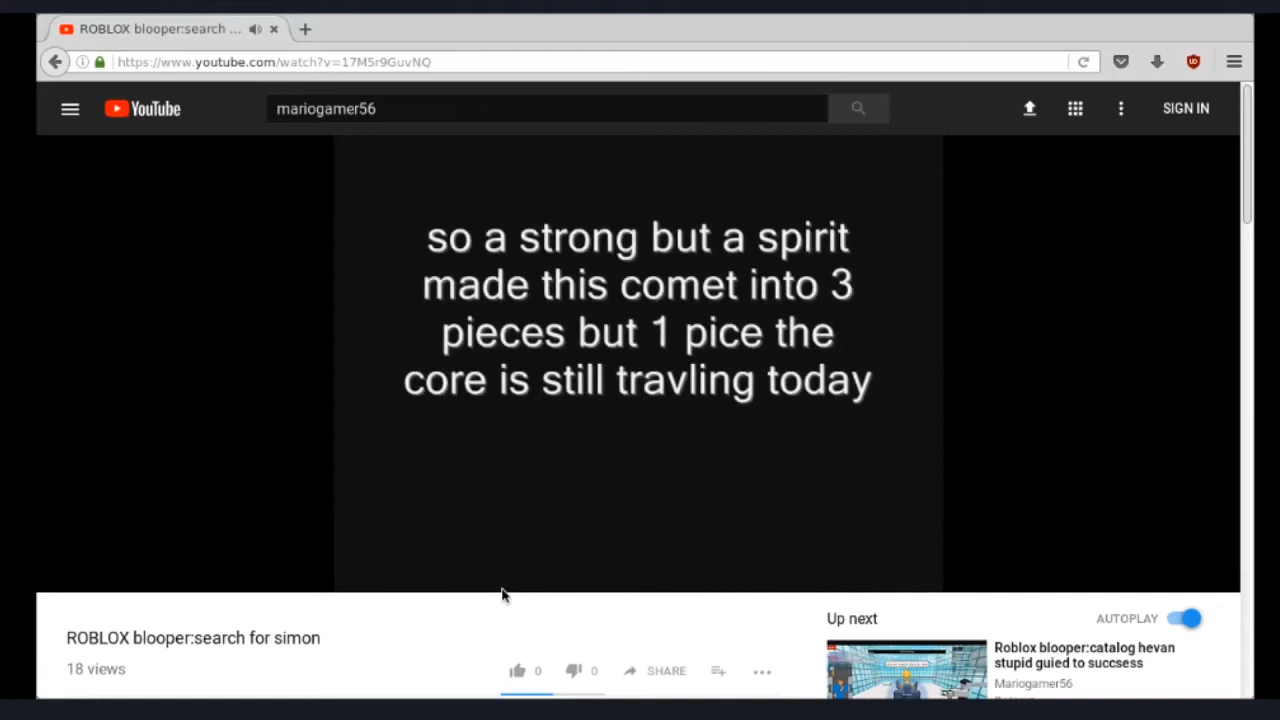 ROBLOX blooper:search ...
https://www.youtube.com/watch?v=17M5r9GuvNQ
YouTube
mariogamer56
SIGN IN
so a strong but a spirit
made this comet into 3
pieces but 1 pice the
core is still travling today
ROBLOX blooper:search for simon
18 views
0
0
SHARE
Up next
AUTOPLAY
Roblox blooper:catalog hevan
stupid guied to succsess
Mariogamer56